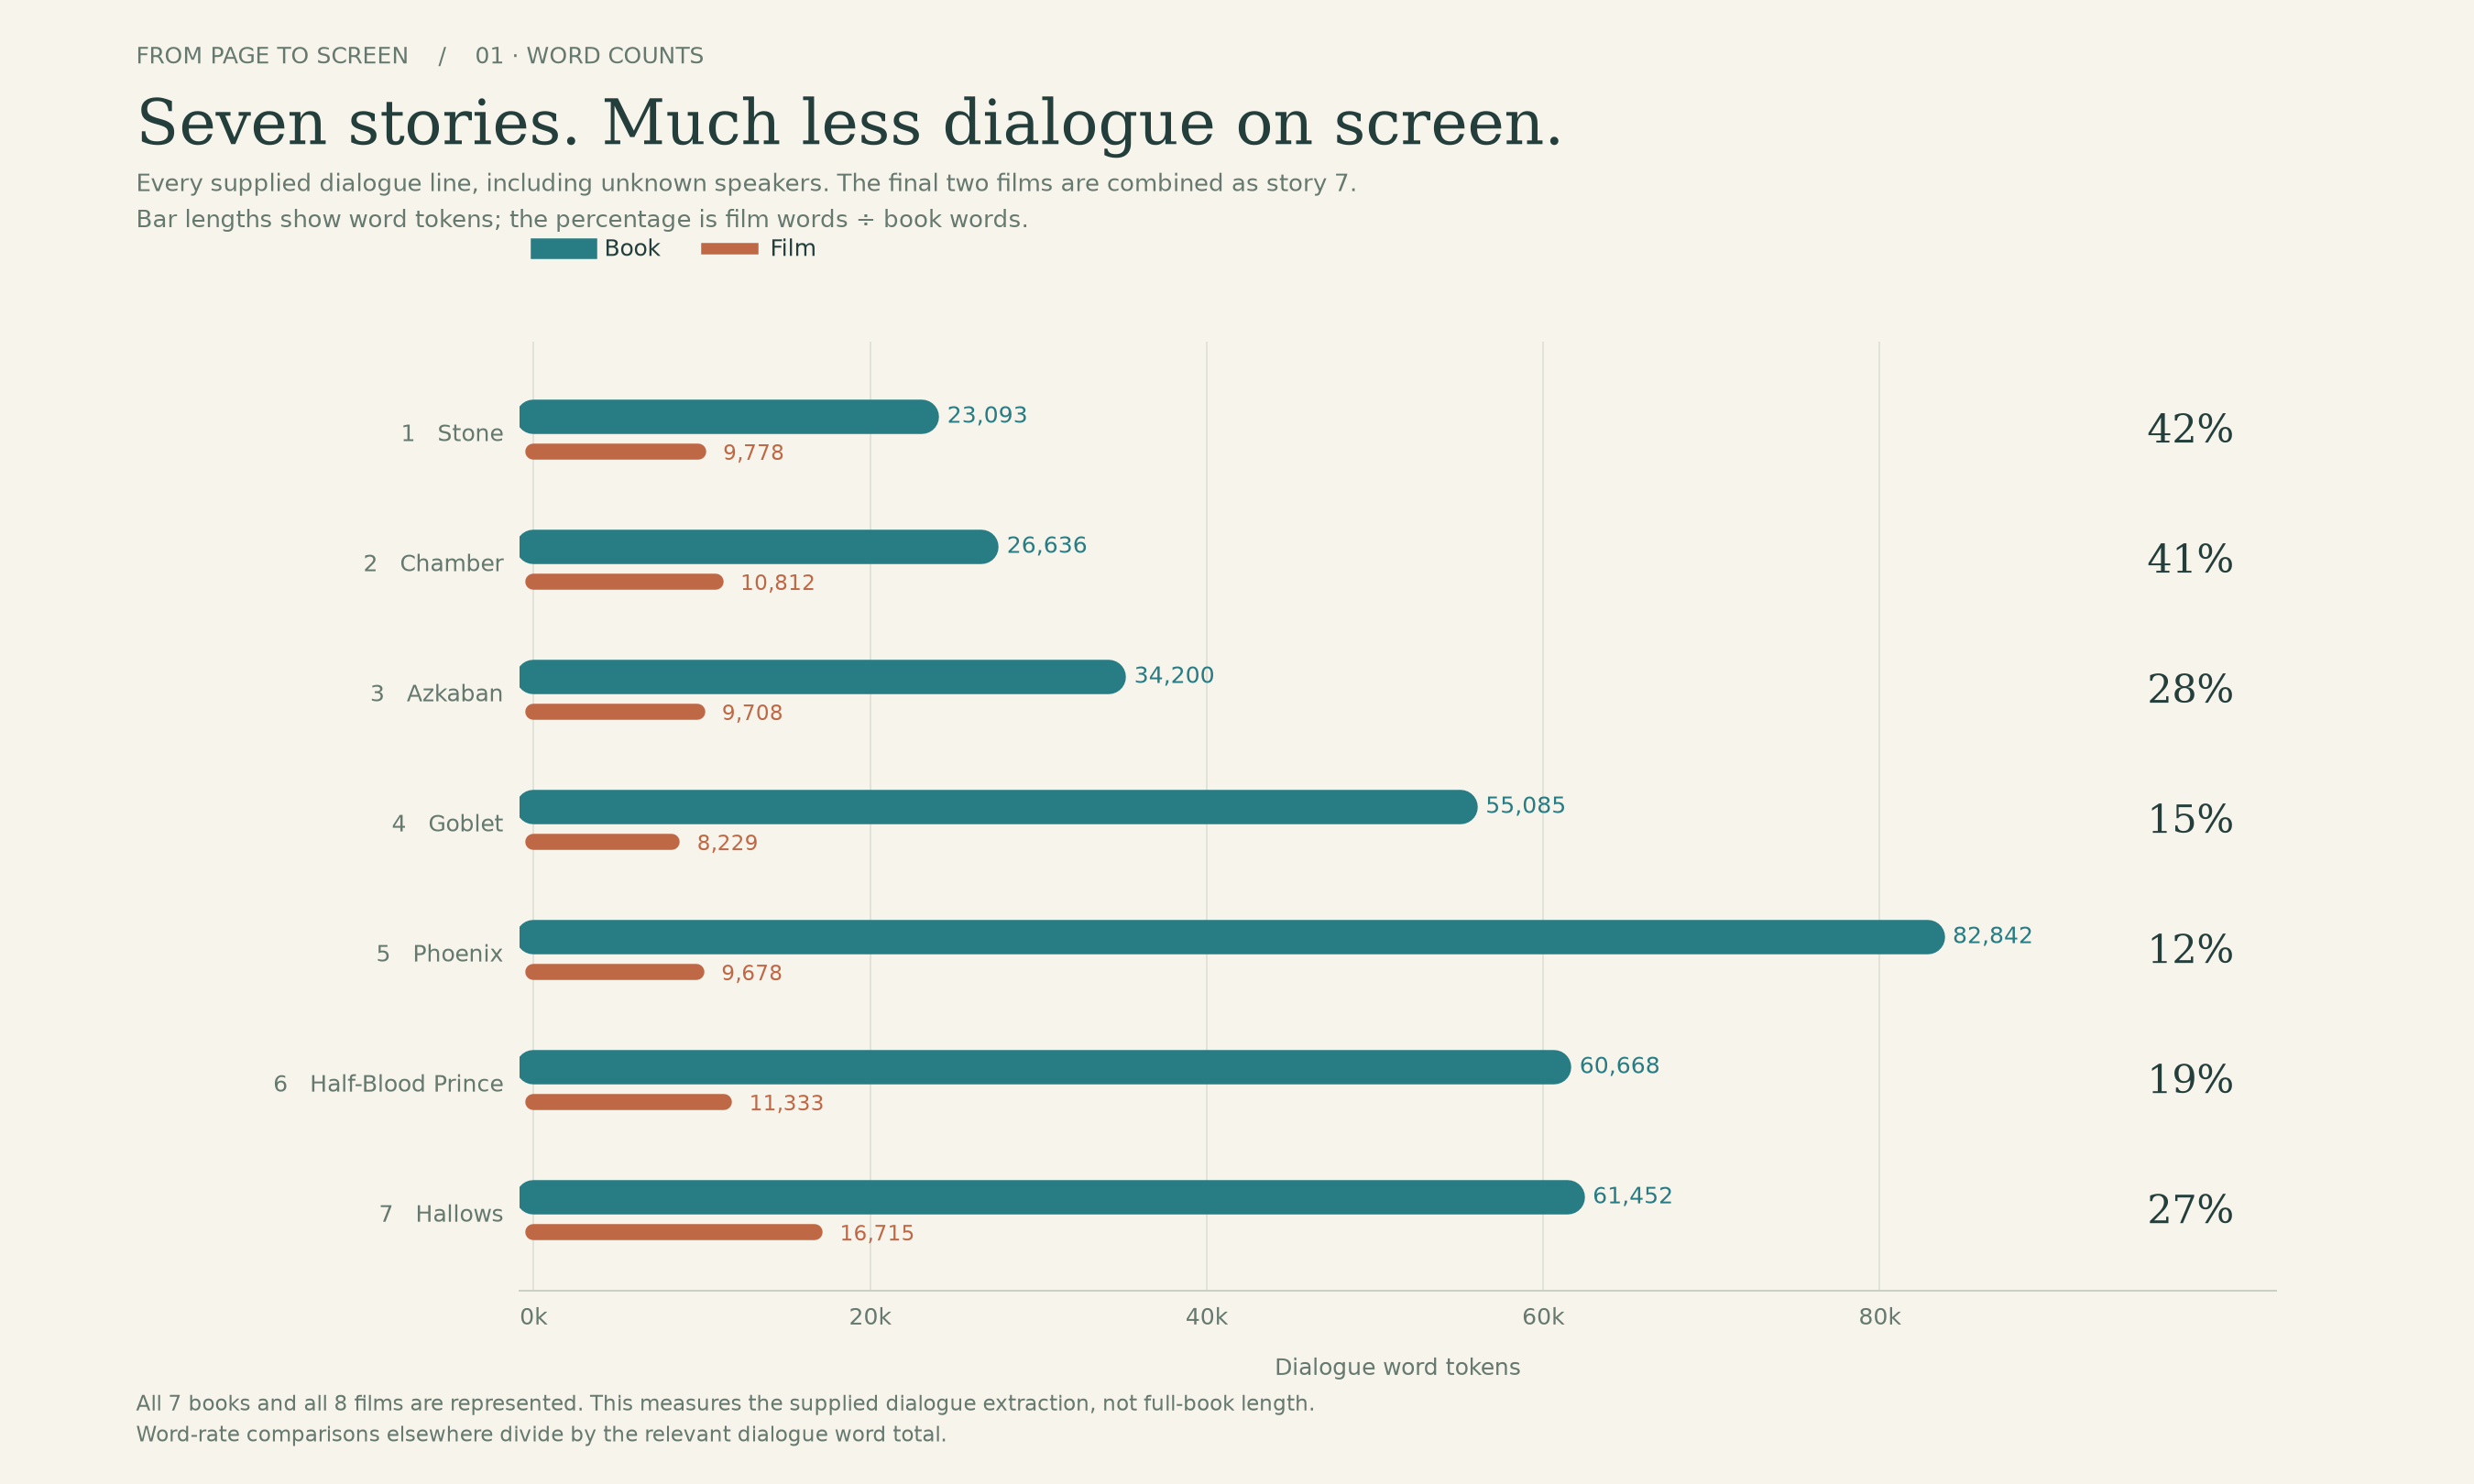 FROM PAGE TO SCREEN / 01 · WORD COUNTS
Seven stories. Much less dialogue on screen.
Every supplied dialogue line, including unknown speakers. The final two films are combined as story 7.
Bar lengths show word tokens; the percentage is film words ÷ book words.
Book Film
1 Stone 23,093 9,778 42%
2 Chamber 26,636 10,812 41%
3 Azkaban 34,200 9,708 28%
4 Goblet 55,085 8,229 15%
5 Phoenix 82,842 9,678 12%
6 Half-Blood Prince 60,668 11,333 19%
7 Hallows 61,452 16,715 27%
0k 20k 40k 60k 80k
Dialogue word tokens
All 7 books and all 8 films are represented. This measures the supplied dialogue extraction, not full-book length.
Word-rate comparisons elsewhere divide by the relevant dialogue word total.